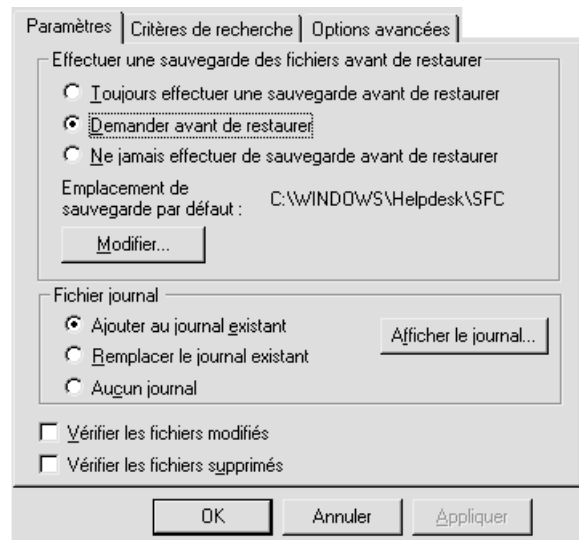 Paramètres Critères de recherche Options avancées
Effectuer une sauvegarde des fichiers avant de restaurer
Toujours effectuer une sauvegarde avant de restaurer
Demander avant de restaurer
Ne jamais effectuer de sauvegarde avant de restaurer
Emplacement de
sauvegarde par défaut : C:\WINDOWS\Helpdesk\SFC
Modifier...
Fichier journal
Ajouter au journal existant
Afficher le journal...
Remplacer le journal existant
Aucun journal
Vérifier les fichiers modifiés
Vérifier les fichiers supprimés
OK Annuler Appliquer